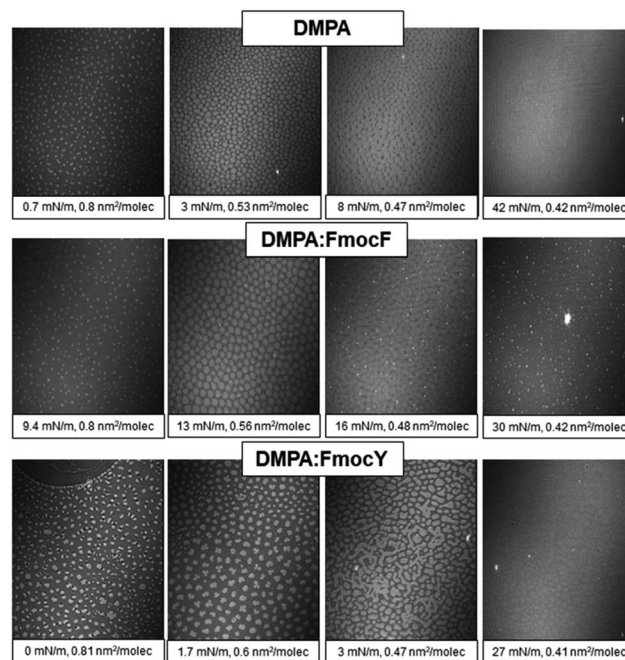 DMPA
0.7 mN/m, 0.8 nm²/molec
3 mN/m, 0.53 nm²/molec
8 mN/m, 0.47 nm²/molec
42 mN/m, 0.42 nm²/molec
DMPA:FmocF
9.4 mN/m, 0.8 nm²/molec
13 mN/m, 0.56 nm²/molec
16 mN/m, 0.48 nm²/molec
30 mN/m, 0.42 nm²/molec
DMPA:FmocY
0 mN/m, 0.81 nm²/molec
1.7 mN/m, 0.6 nm²/molec
3 mN/m, 0.47 nm²/molec
27 mN/m, 0.41 nm²/molec